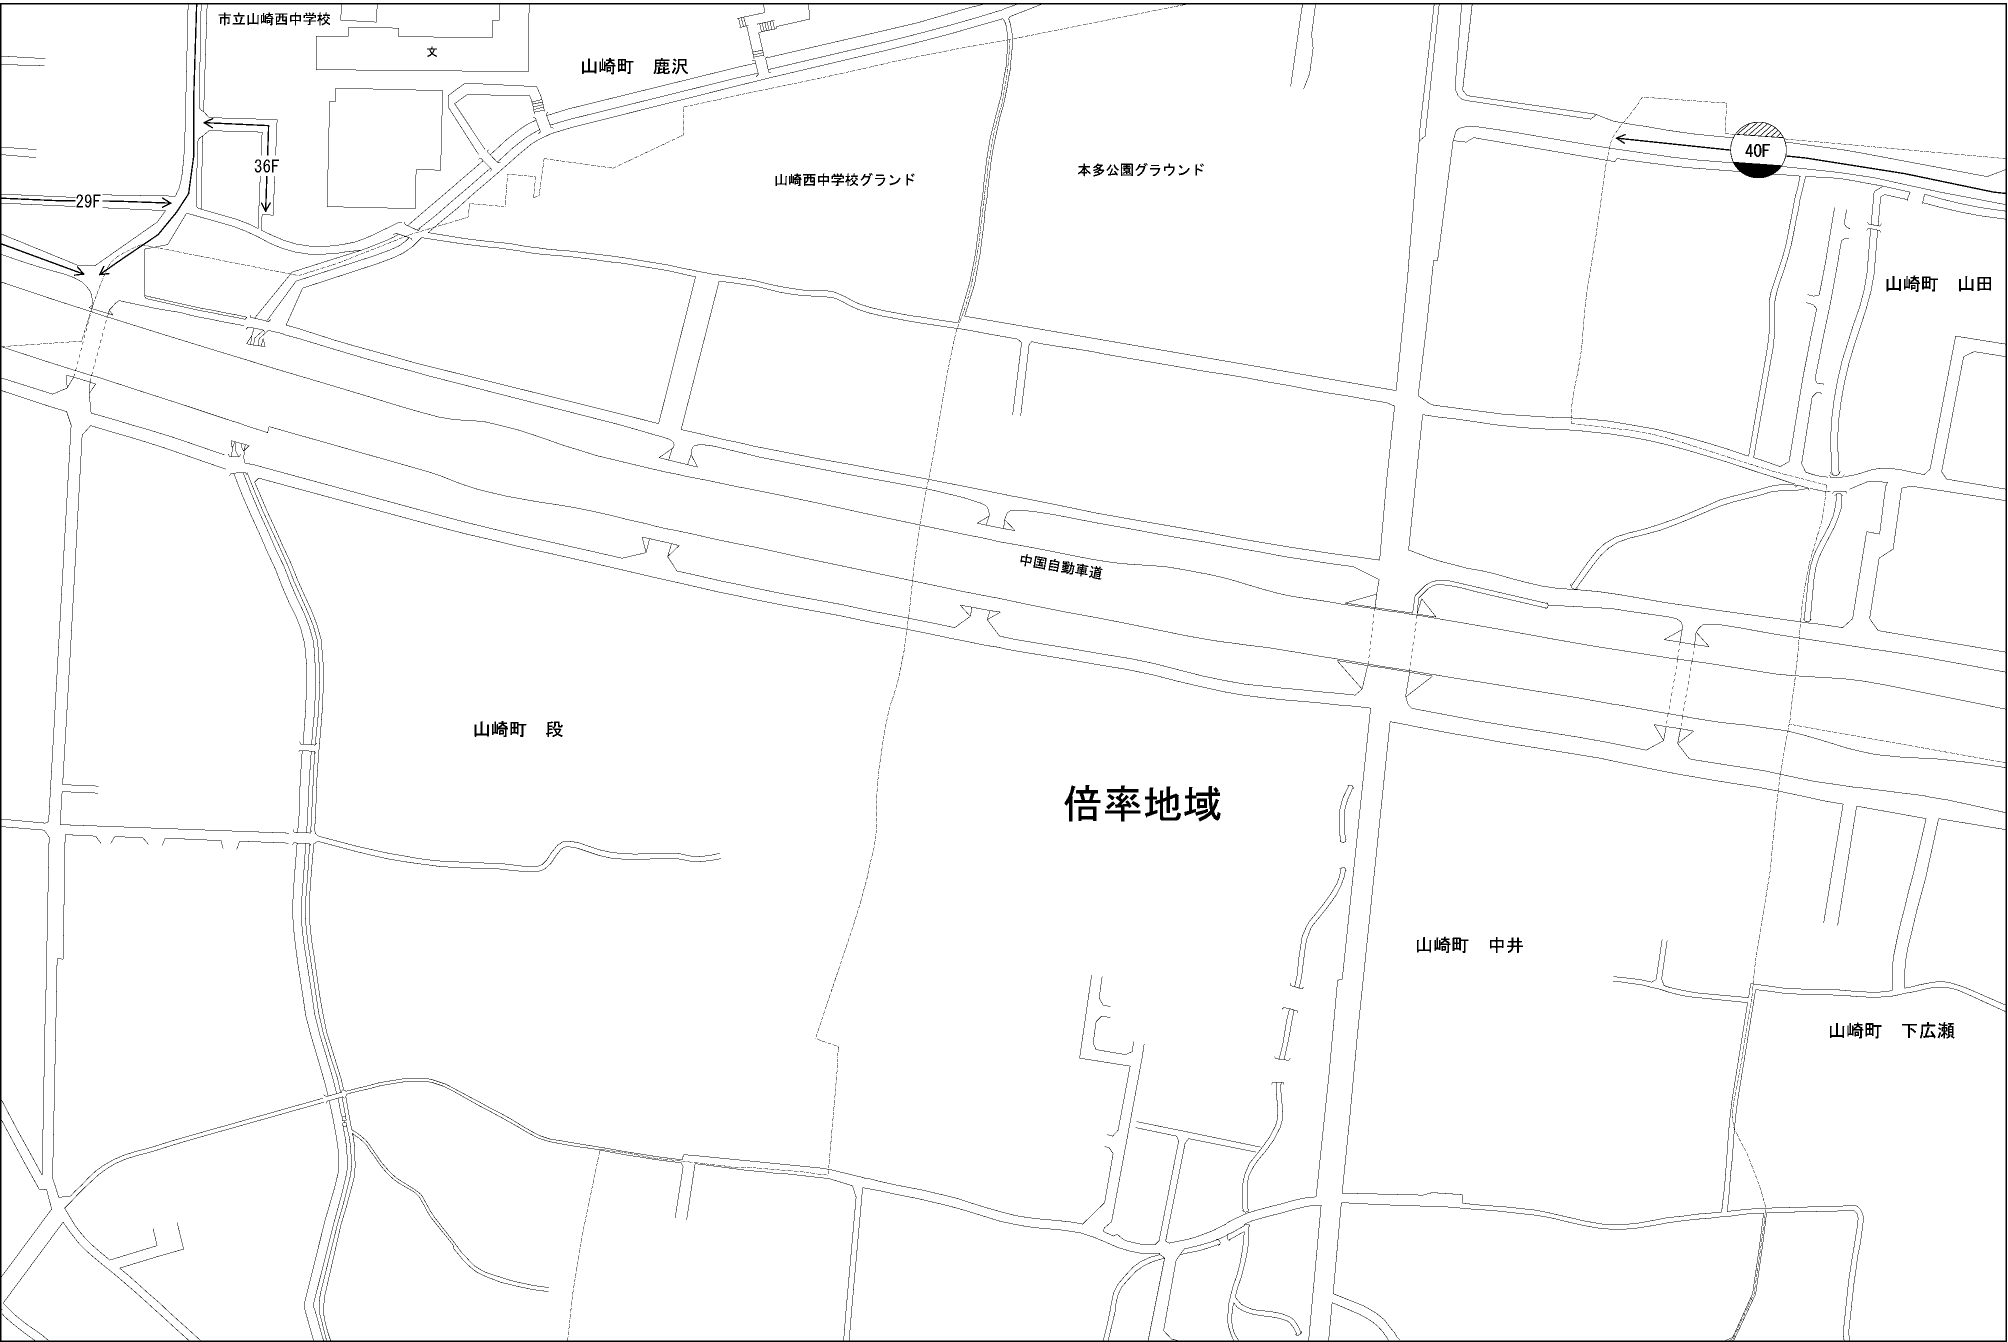 市立山崎西中学校
文
山崎町　鹿沢
36F
40F
山崎西中学校グランド
本多公園グラウンド
29F
山崎町　山田
中国自動車道
山崎町　段
倍率地域
山崎町　中井
山崎町　下広瀬